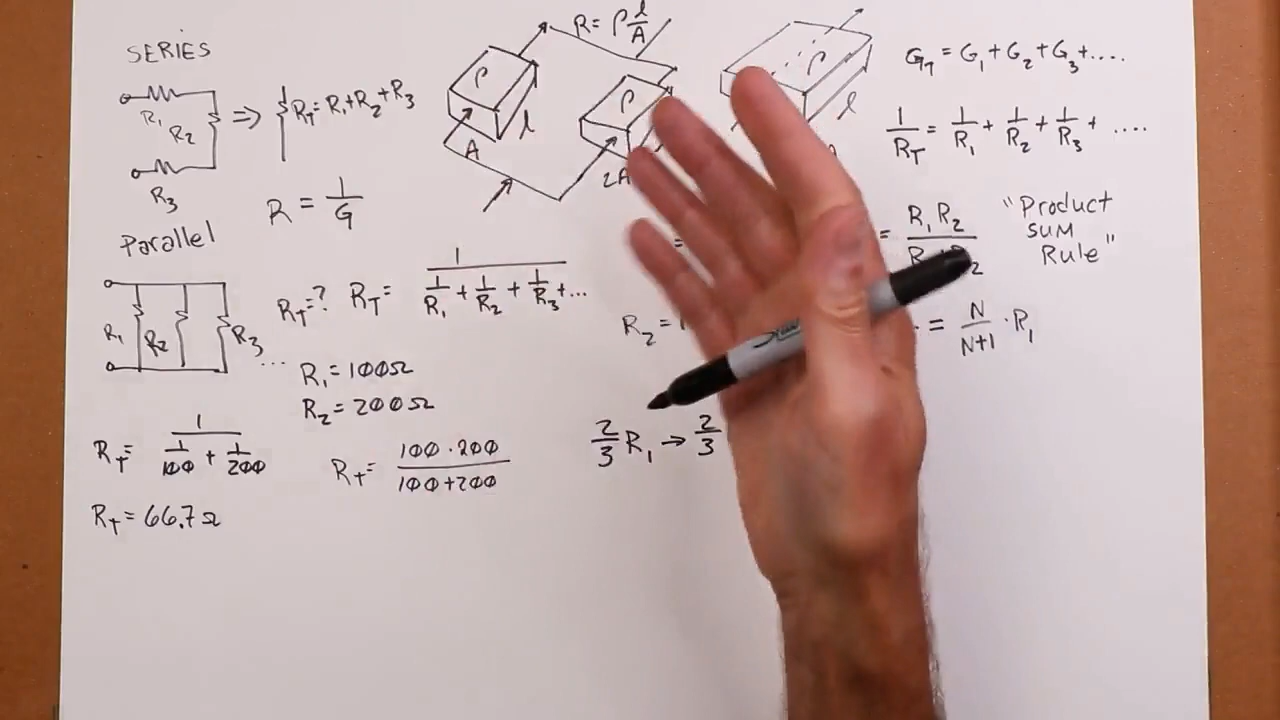 SERIES
R₁
R₂
R₃
=> R_T = R₁+R₂+R₃
R = 1/G
R = ρ l/A
ρ
l
A
ρ
2A
ρ
l
G_T = G₁ + G₂ + G₃ + ....
1/R_T = 1/R₁ + 1/R₂ + 1/R₃ + ....
Parallel
R₁
R₂
R₃
...
R_T = ?
R_T = 1/(1/R₁ + 1/R₂ + 1/R₃ + ...)
= R₁R₂
"Product
SUM
Rule"
R₁ = 100Ω
R₂ = 200Ω
R₂ =
= N/N+1 · R₁
R_T = 1/(1/100 + 1/200)
R_T = 100 · 200/100+200
2/3 R₁ → 2/3
R_T = 66.7Ω